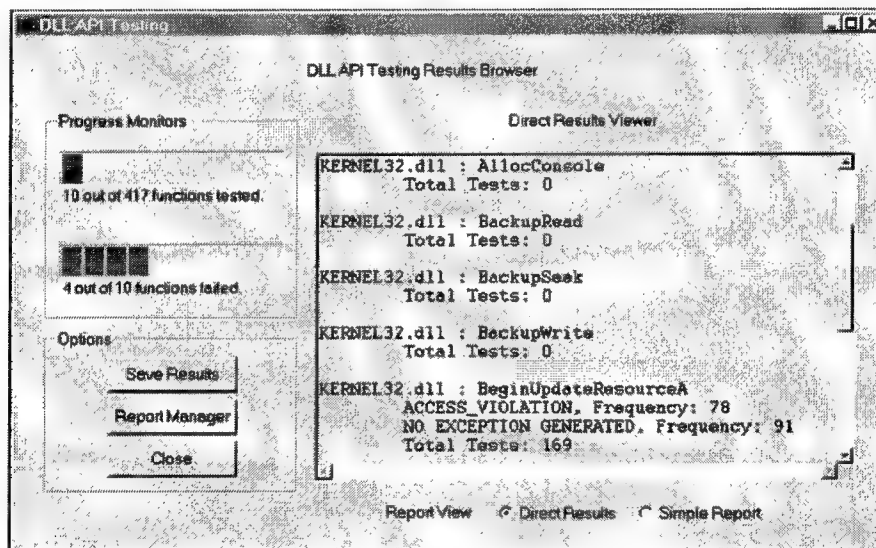 DLL API Testing
DLL API Testing Results Browser
Progress Monitors
10 out of 417 functions tested.
4 out of 10 functions failed.
Options
Save Results
Report Manager
Close
Direct Results Viewer
KERNEL32.dll : AllocConsole
Total Tests: 0
KERNEL32.dll : BackupRead
Total Tests: 0
KERNEL32.dll : BackupSeek
Total Tests: 0
KERNEL32.dll : BackupWrite
Total Tests: 0
KERNEL32.dll : BeginUpdateResourceA
ACCESS_VIOLATION, Frequency: 78
NO EXCEPTION GENERATED, Frequency: 91
Total Tests: 169
Report View Direct Results Simple Report